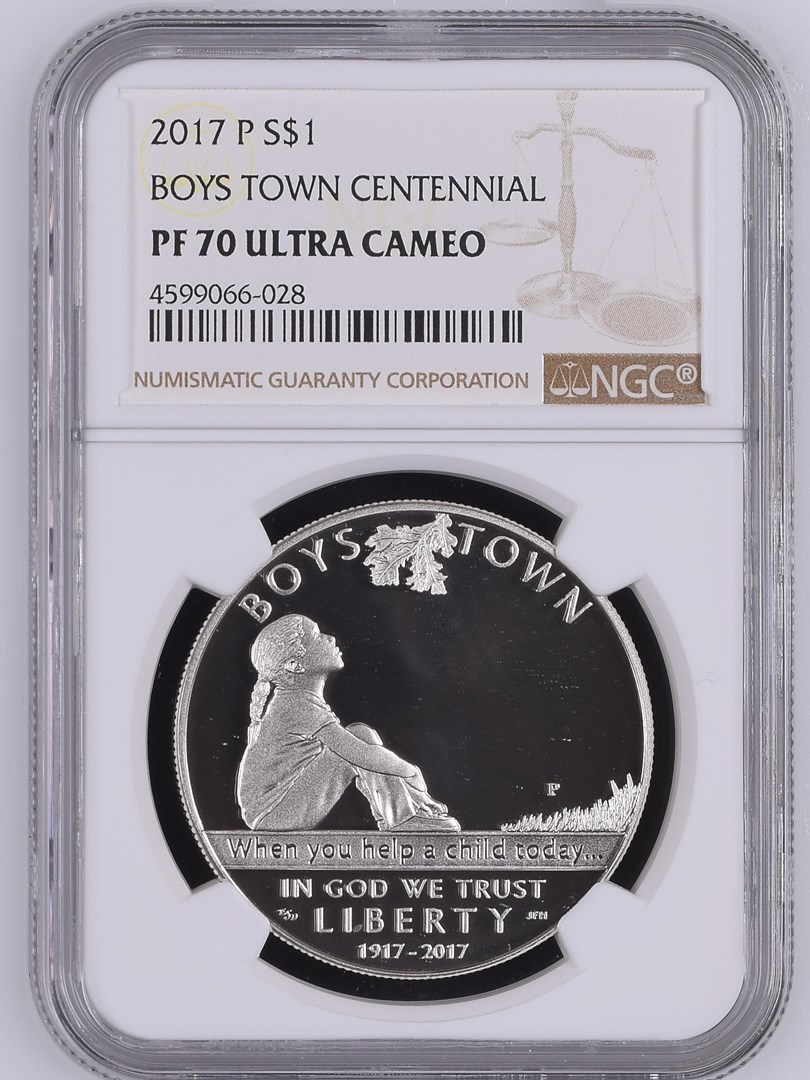 2017 P S$1
BOYS TOWN CENTENNIAL
PF 70 ULTRA CAMEO
4599066-028
NUMISMATIC GUARANTY CORPORATION
NGC®
BOYS TOWN
P
When you help a child today...
IN GOD WE TRUST
LIBERTY
JFM
1917-2017